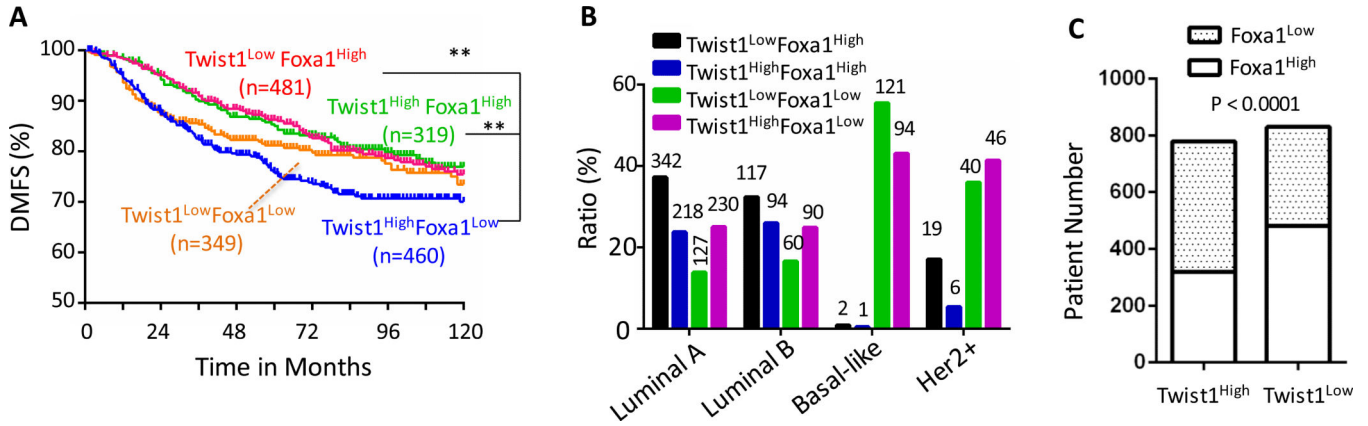 A
100
90
80
70
60
50
DMFS (%)
0
24
48
72
96
120
Time in Months
Twist1Low Foxa1High
(n=481)
Twist1High Foxa1High
(n=319)
Twist1LowFoxa1Low
(n=349)
Twist1HighFoxa1Low
(n=460)
**
**
B
Twist1LowFoxa1High
Twist1HighFoxa1High
Twist1LowFoxa1Low
Twist1HighFoxa1Low
60
40
20
0
Ratio (%)
342
218
127
230
117
94
60
90
2
1
121
94
19
6
40
46
Luminal A
Luminal B
Basal-like
Her2+
C
Foxa1Low
Foxa1High
P < 0.0001
1000
800
600
400
200
0
Patient Number
Twist1High
Twist1Low